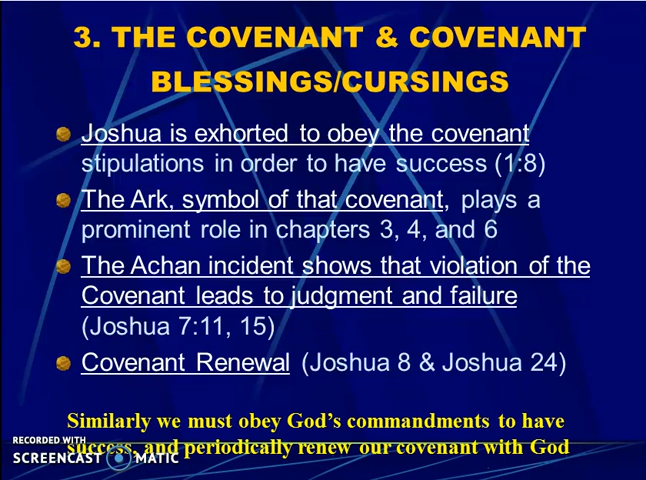 3. THE COVENANT & COVENANT
BLESSINGS/CURSINGS
Joshua is exhorted to obey the covenant
stipulations in order to have success (1:8)
The Ark, symbol of that covenant, plays a
prominent role in chapters 3, 4, and 6
The Achan incident shows that violation of the
Covenant leads to judgment and failure
(Joshua 7:11, 15)
Covenant Renewal (Joshua 8 & Joshua 24)
Similarly we must obey God's commandments to have
success, and periodically renew our covenant with God
RECORDED WITH
SCREENCAST MATIC